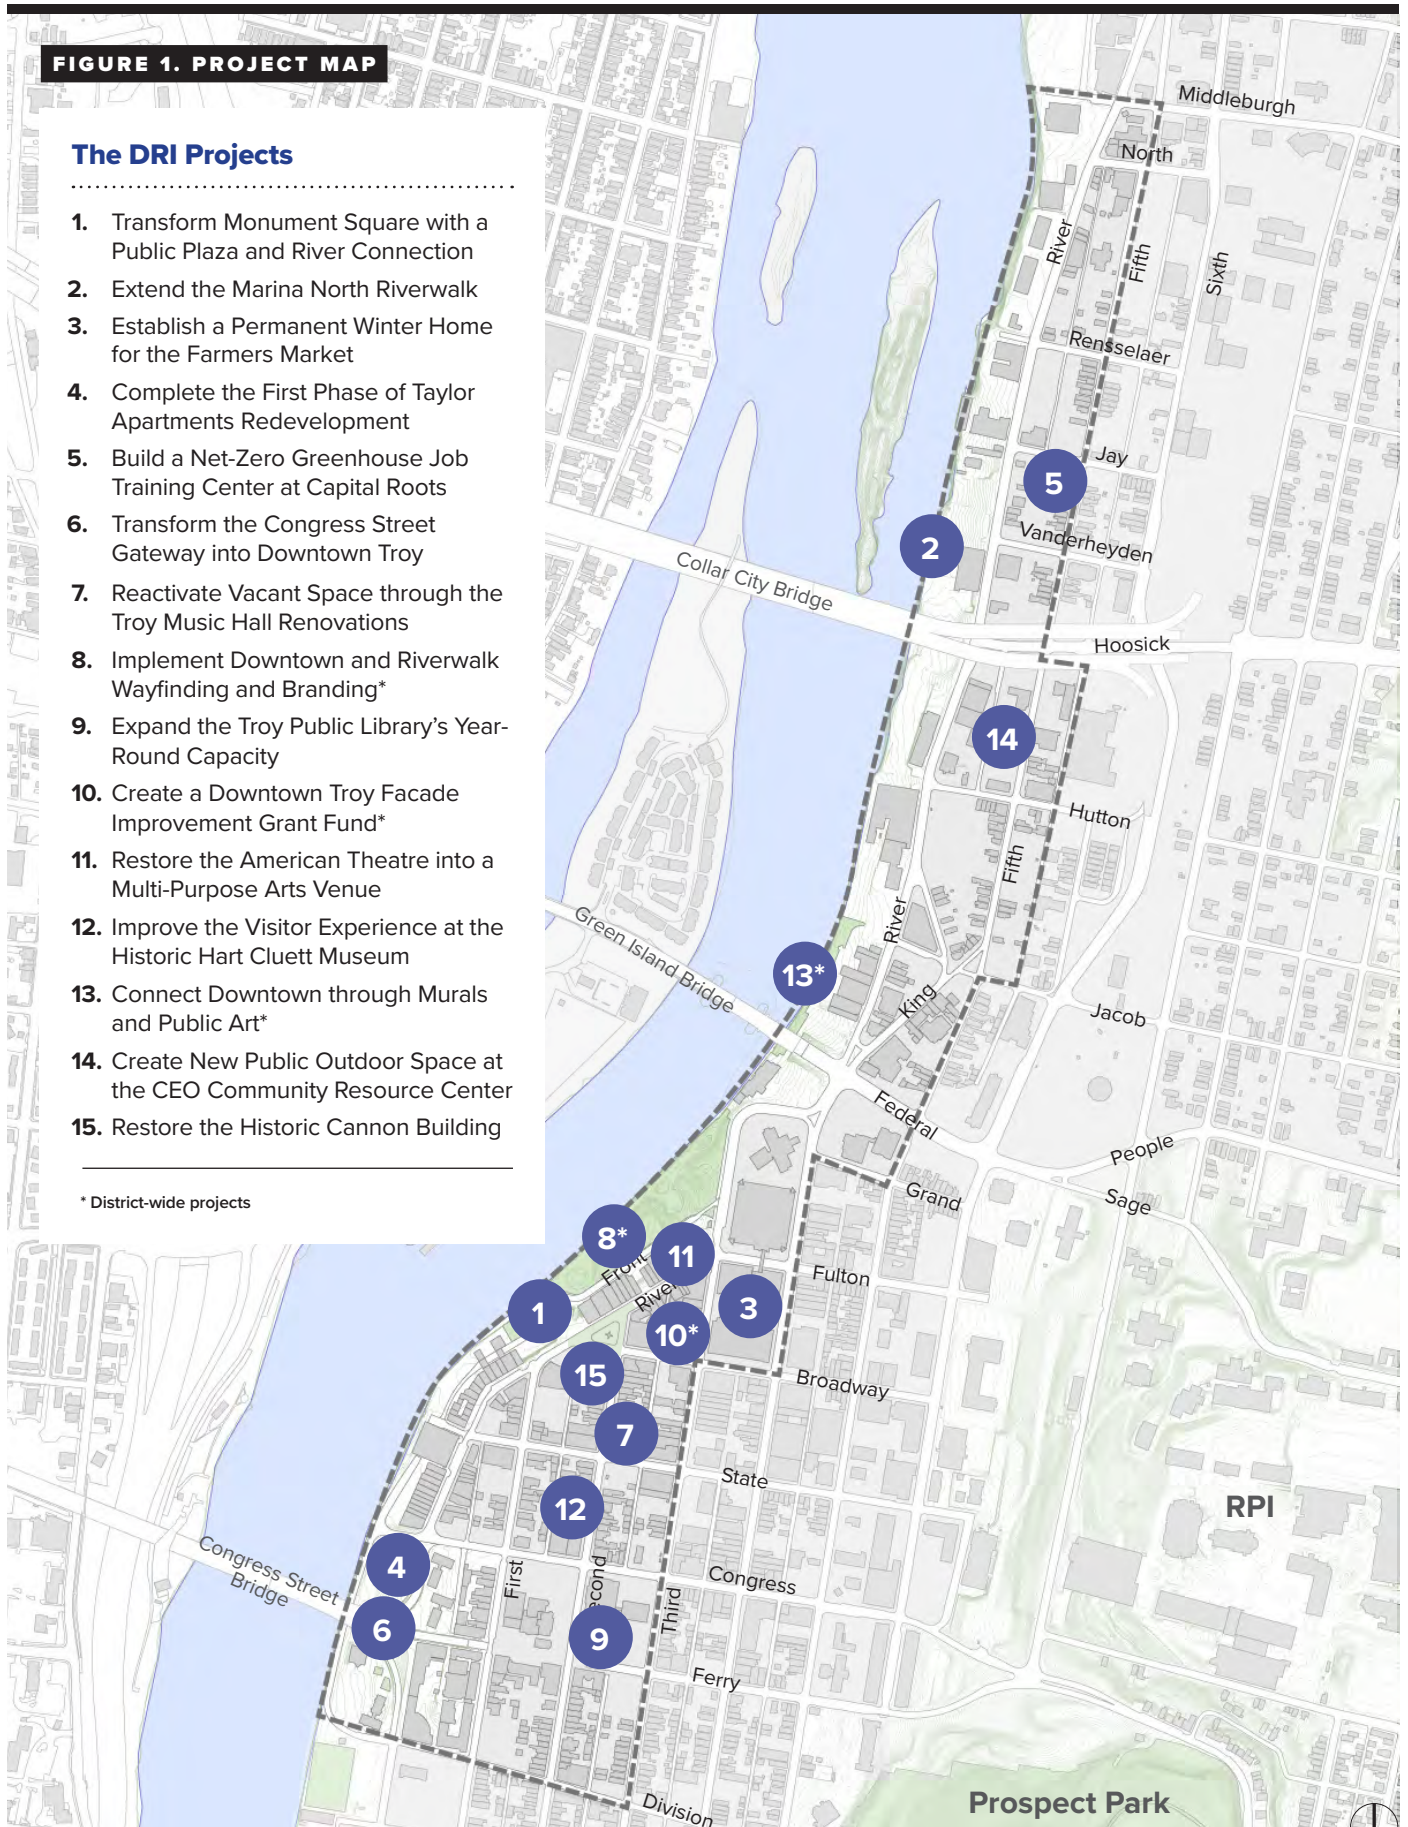 FIGURE 1. PROJECT MAP
The DRI Projects
1. Transform Monument Square with a
Public Plaza and River Connection
2. Extend the Marina North Riverwalk
3. Establish a Permanent Winter Home
for the Farmers Market
4. Complete the First Phase of Taylor
Apartments Redevelopment
5. Build a Net-Zero Greenhouse Job
Training Center at Capital Roots
6. Transform the Congress Street
Gateway into Downtown Troy
7. Reactivate Vacant Space through the
Troy Music Hall Renovations
8. Implement Downtown and Riverwalk
Wayfinding and Branding*
9. Expand the Troy Public Library's Year-
Round Capacity
10. Create a Downtown Troy Facade
Improvement Grant Fund*
11. Restore the American Theatre into a
Multi-Purpose Arts Venue
12. Improve the Visitor Experience at the
Historic Hart Cluett Museum
13. Connect Downtown through Murals
and Public Art*
14. Create New Public Outdoor Space at
the CEO Community Resource Center
15. Restore the Historic Cannon Building
* District-wide projects
Middleburgh
North
River
Fifth
Sixth
Rensselaer
Jay
5
Vanderheyden
2
Collar City Bridge
Hoosick
14
Hutton
Fifth
River
Green Island Bridge
13*
King
Jacob
Federal
People
Grand
Sage
8*
11
Front
Fulton
River
1
3
10*
15
Broadway
7
State
12
RPI
Congress Street
Bridge
4
First
Second
Congress
Third
6
9
Ferry
Prospect Park
Division